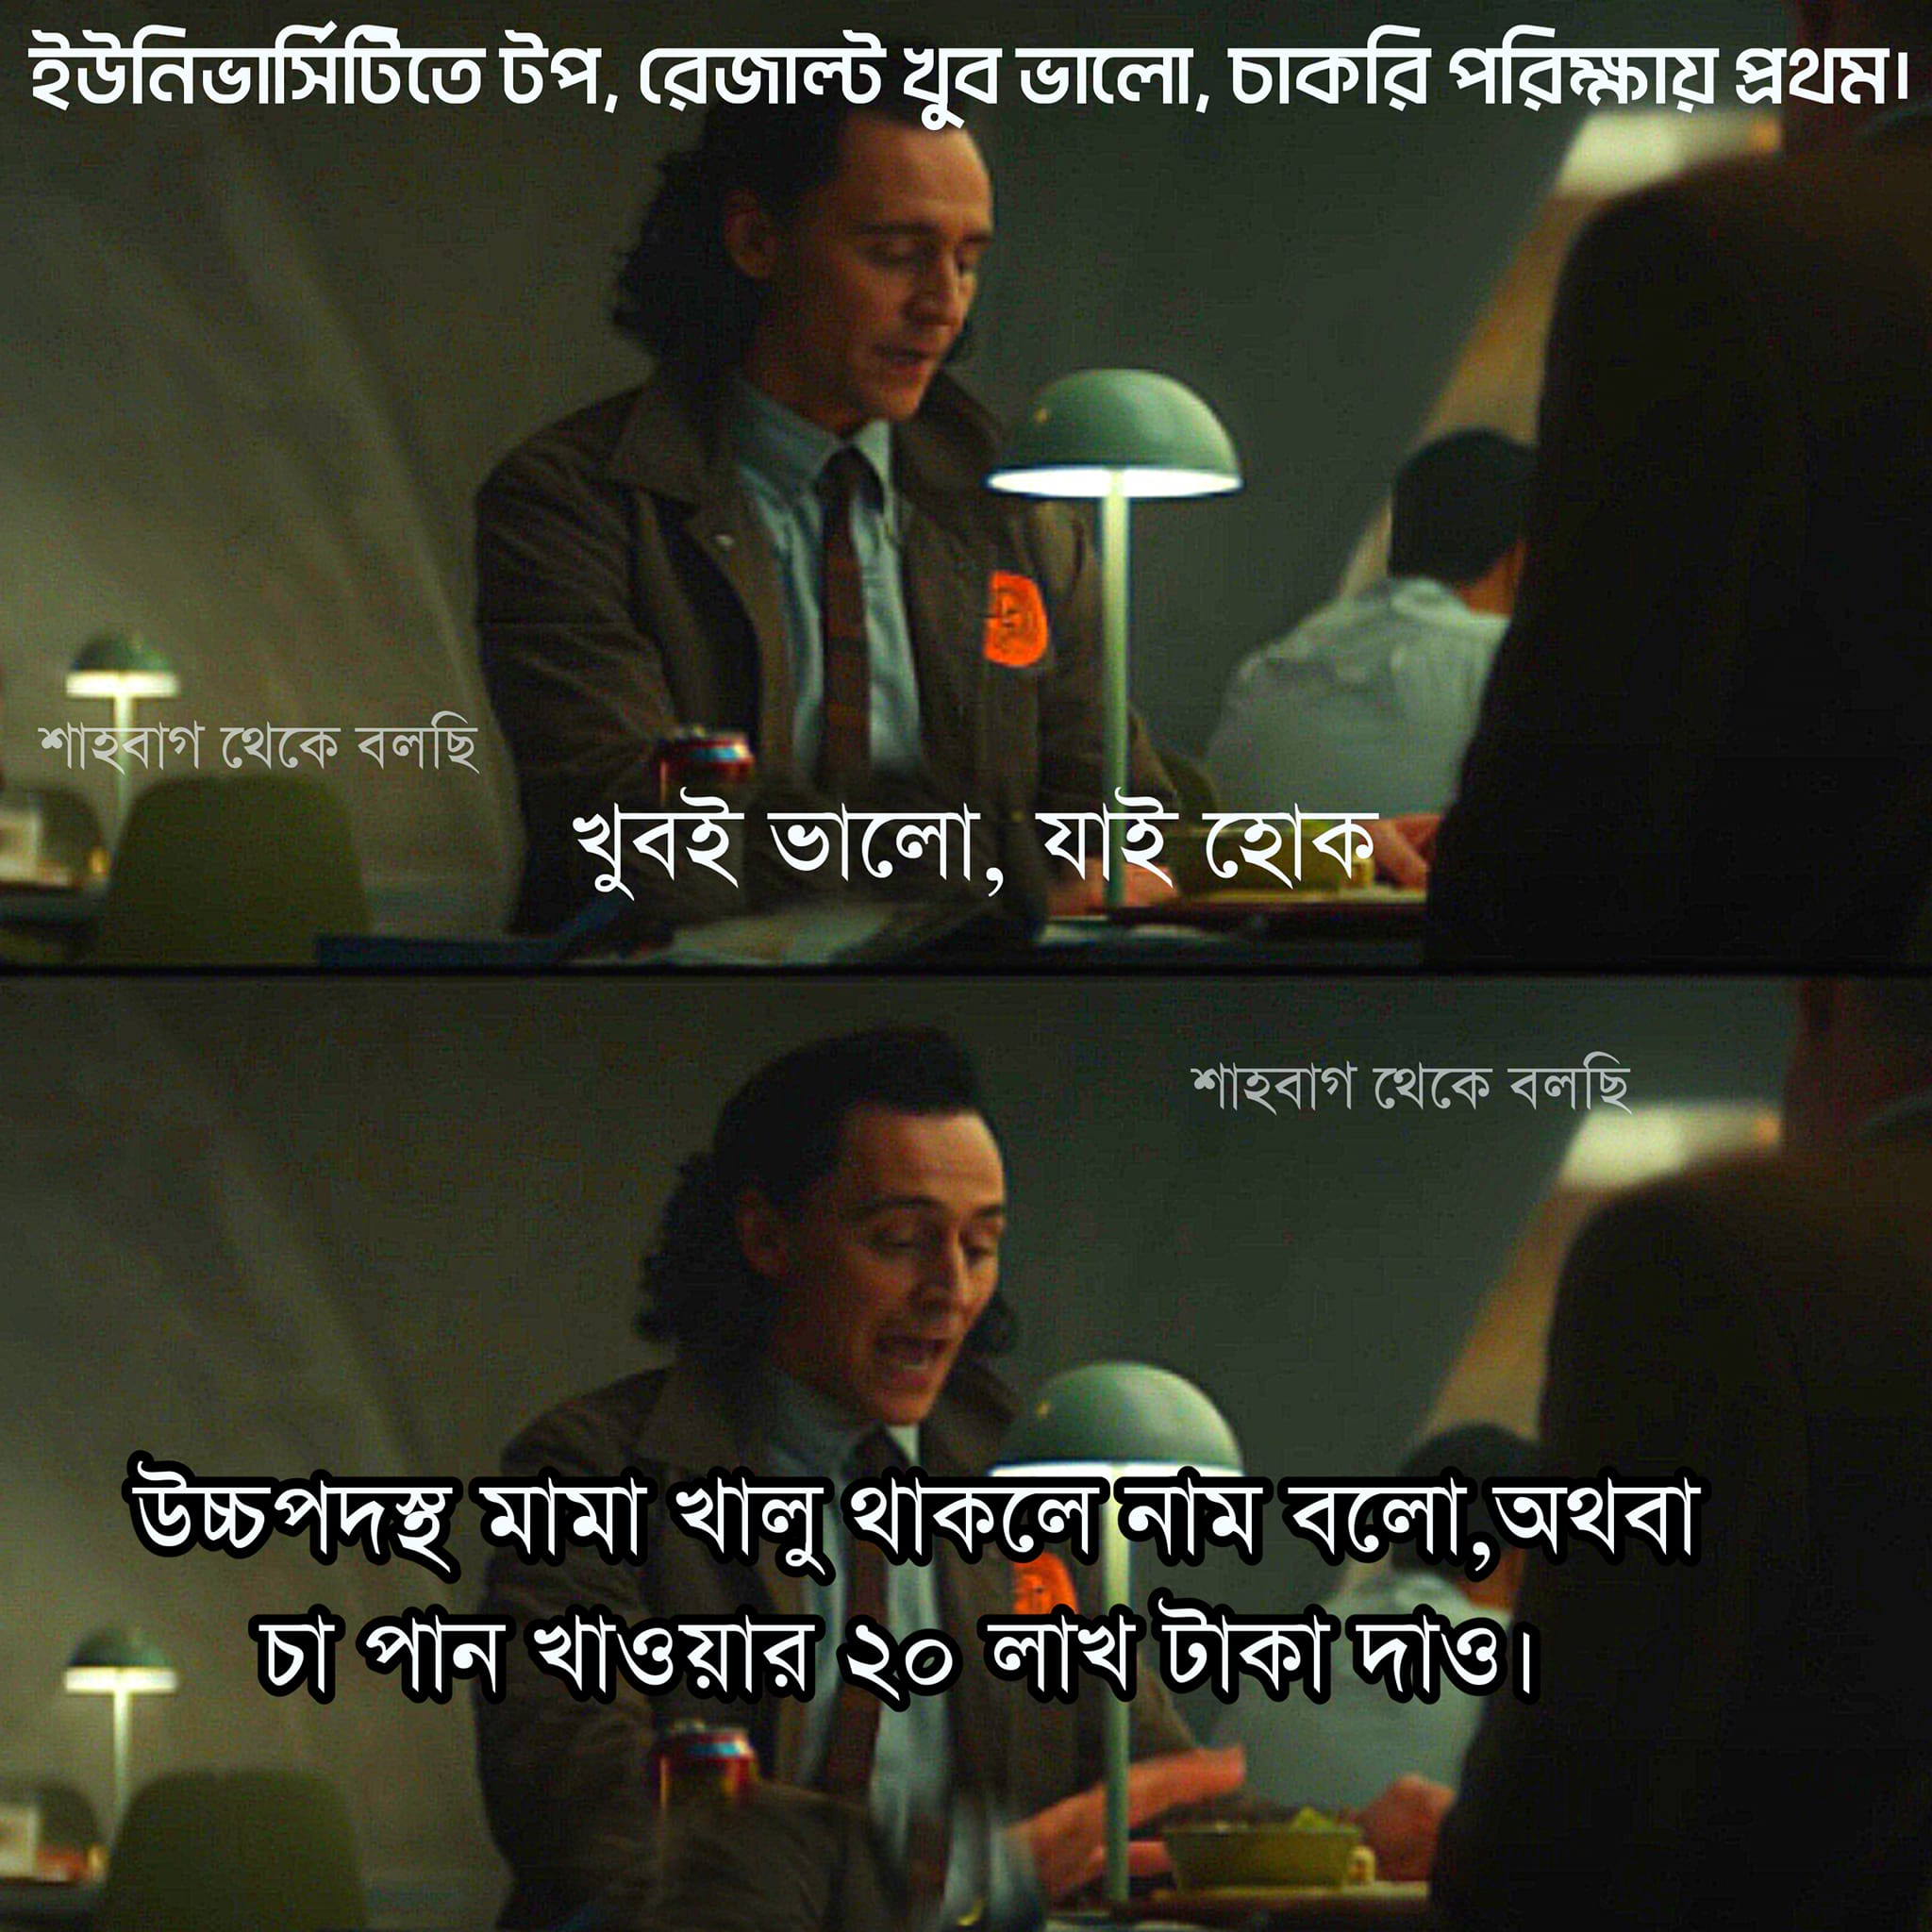 ইউনিভার্সিটিতে টপ, রেজাল্ট খুব ভালো, চাকরি পরিক্ষায় প্রথম।
শাহবাগ থেকে বলছি
খুবই ভালো, যাই হোক
শাহবাগ থেকে বলছি
উচ্চপদস্থ মামা খালু থাকলে নাম বলো,অথবা
চা পান খাওয়ার ২০ লাখ টাকা দাও।